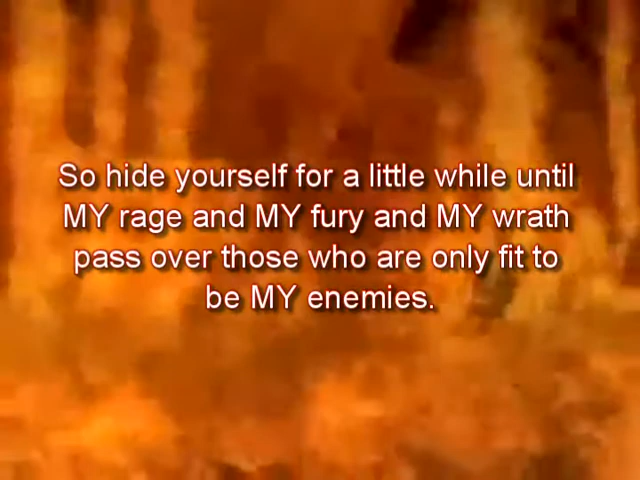 So hide yourself for a little while until
MY rage and MY fury and MY wrath
pass over those who are only fit to
be MY enemies.